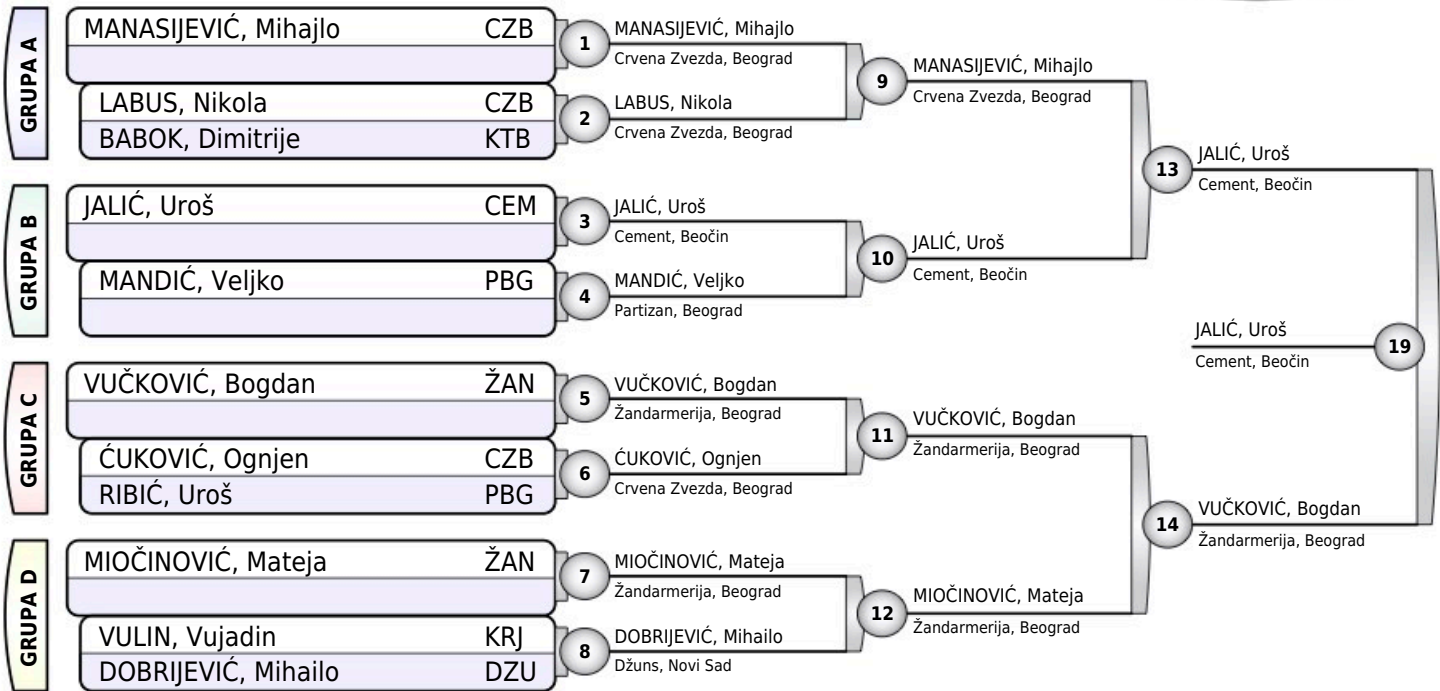 GRUPA A
MANASIJEVIĆ, Mihajlo CZB
LABUS, Nikola CZB
BABOK, Dimitrije KTB
GRUPA B
JALIĆ, Uroš CEM
MANDIĆ, Veljko PBG
GRUPA C
VUČKOVIĆ, Bogdan ŽAN
ĆUKOVIĆ, Ognjen CZB
RIBIĆ, Uroš PBG
GRUPA D
MIOČINOVIĆ, Mateja ŽAN
VULIN, Vujadin KRJ
DOBRIJEVIĆ, Mihailo DZU
1
MANASIJEVIĆ, Mihajlo
Crvena Zvezda, Beograd
2
LABUS, Nikola
Crvena Zvezda, Beograd
3
JALIĆ, Uroš
Cement, Beočin
4
MANDIĆ, Veljko
Partizan, Beograd
5
VUČKOVIĆ, Bogdan
Žandarmerija, Beograd
6
ĆUKOVIĆ, Ognjen
Crvena Zvezda, Beograd
7
MIOČINOVIĆ, Mateja
Žandarmerija, Beograd
8
DOBRIJEVIĆ, Mihailo
Džuns, Novi Sad
9
MANASIJEVIĆ, Mihajlo
Crvena Zvezda, Beograd
10
JALIĆ, Uroš
Cement, Beočin
11
VUČKOVIĆ, Bogdan
Žandarmerija, Beograd
12
MIOČINOVIĆ, Mateja
Žandarmerija, Beograd
13
JALIĆ, Uroš
Cement, Beočin
14
VUČKOVIĆ, Bogdan
Žandarmerija, Beograd
JALIĆ, Uroš
Cement, Beočin
19